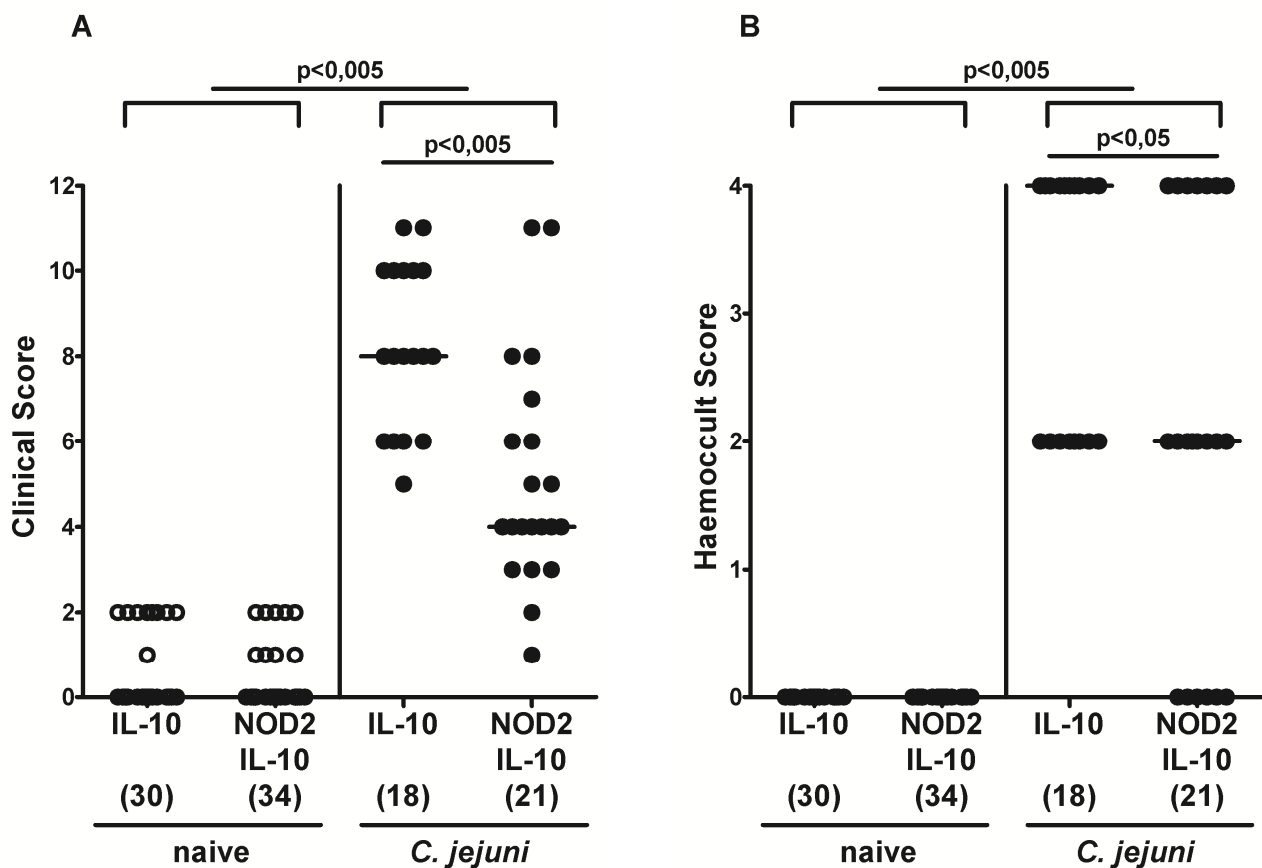 A
p<0,005
p<0,005
Clinical Score
12
10
8
6
4
2
0
IL-10
NOD2
IL-10
IL-10
NOD2
IL-10
(30)
(34)
(18)
(21)
naive
C. jejuni
B
p<0,005
p<0,05
Haemoccult Score
4
3
2
1
0
IL-10
NOD2
IL-10
IL-10
NOD2
IL-10
(30)
(34)
(18)
(21)
naive
C. jejuni